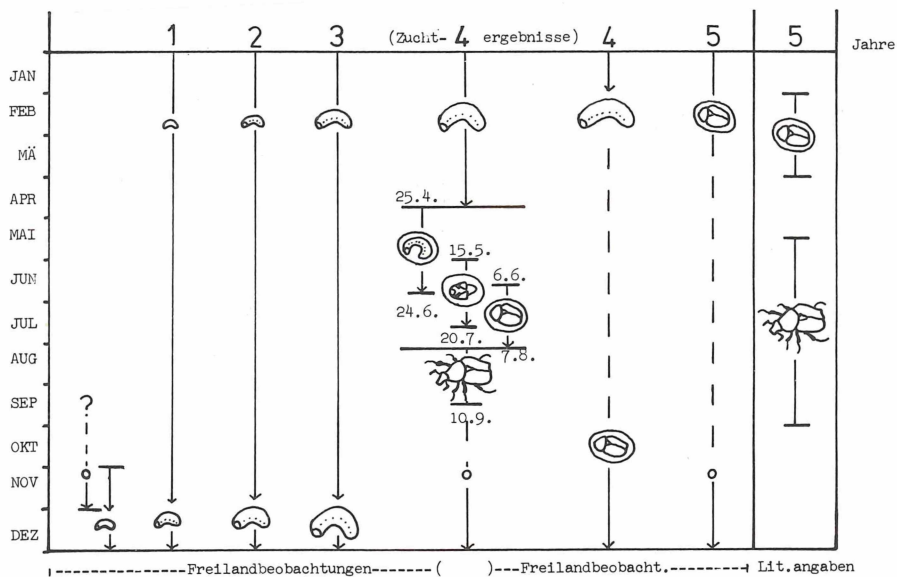 1 2 3 (Zucht- 4 ergebnisse) 4 5 5 Jahre
JAN
FEB
MÄ
APR
25.4.
MAI
15.5.
JUN
6.6.
24.6.
JUL
20.7.
7.8.
AUG
SEP
?
10.9.
OKT
NOV
DEZ
Freilandbeobachtungen ( ) Freilandbeobacht. Lit.angaben